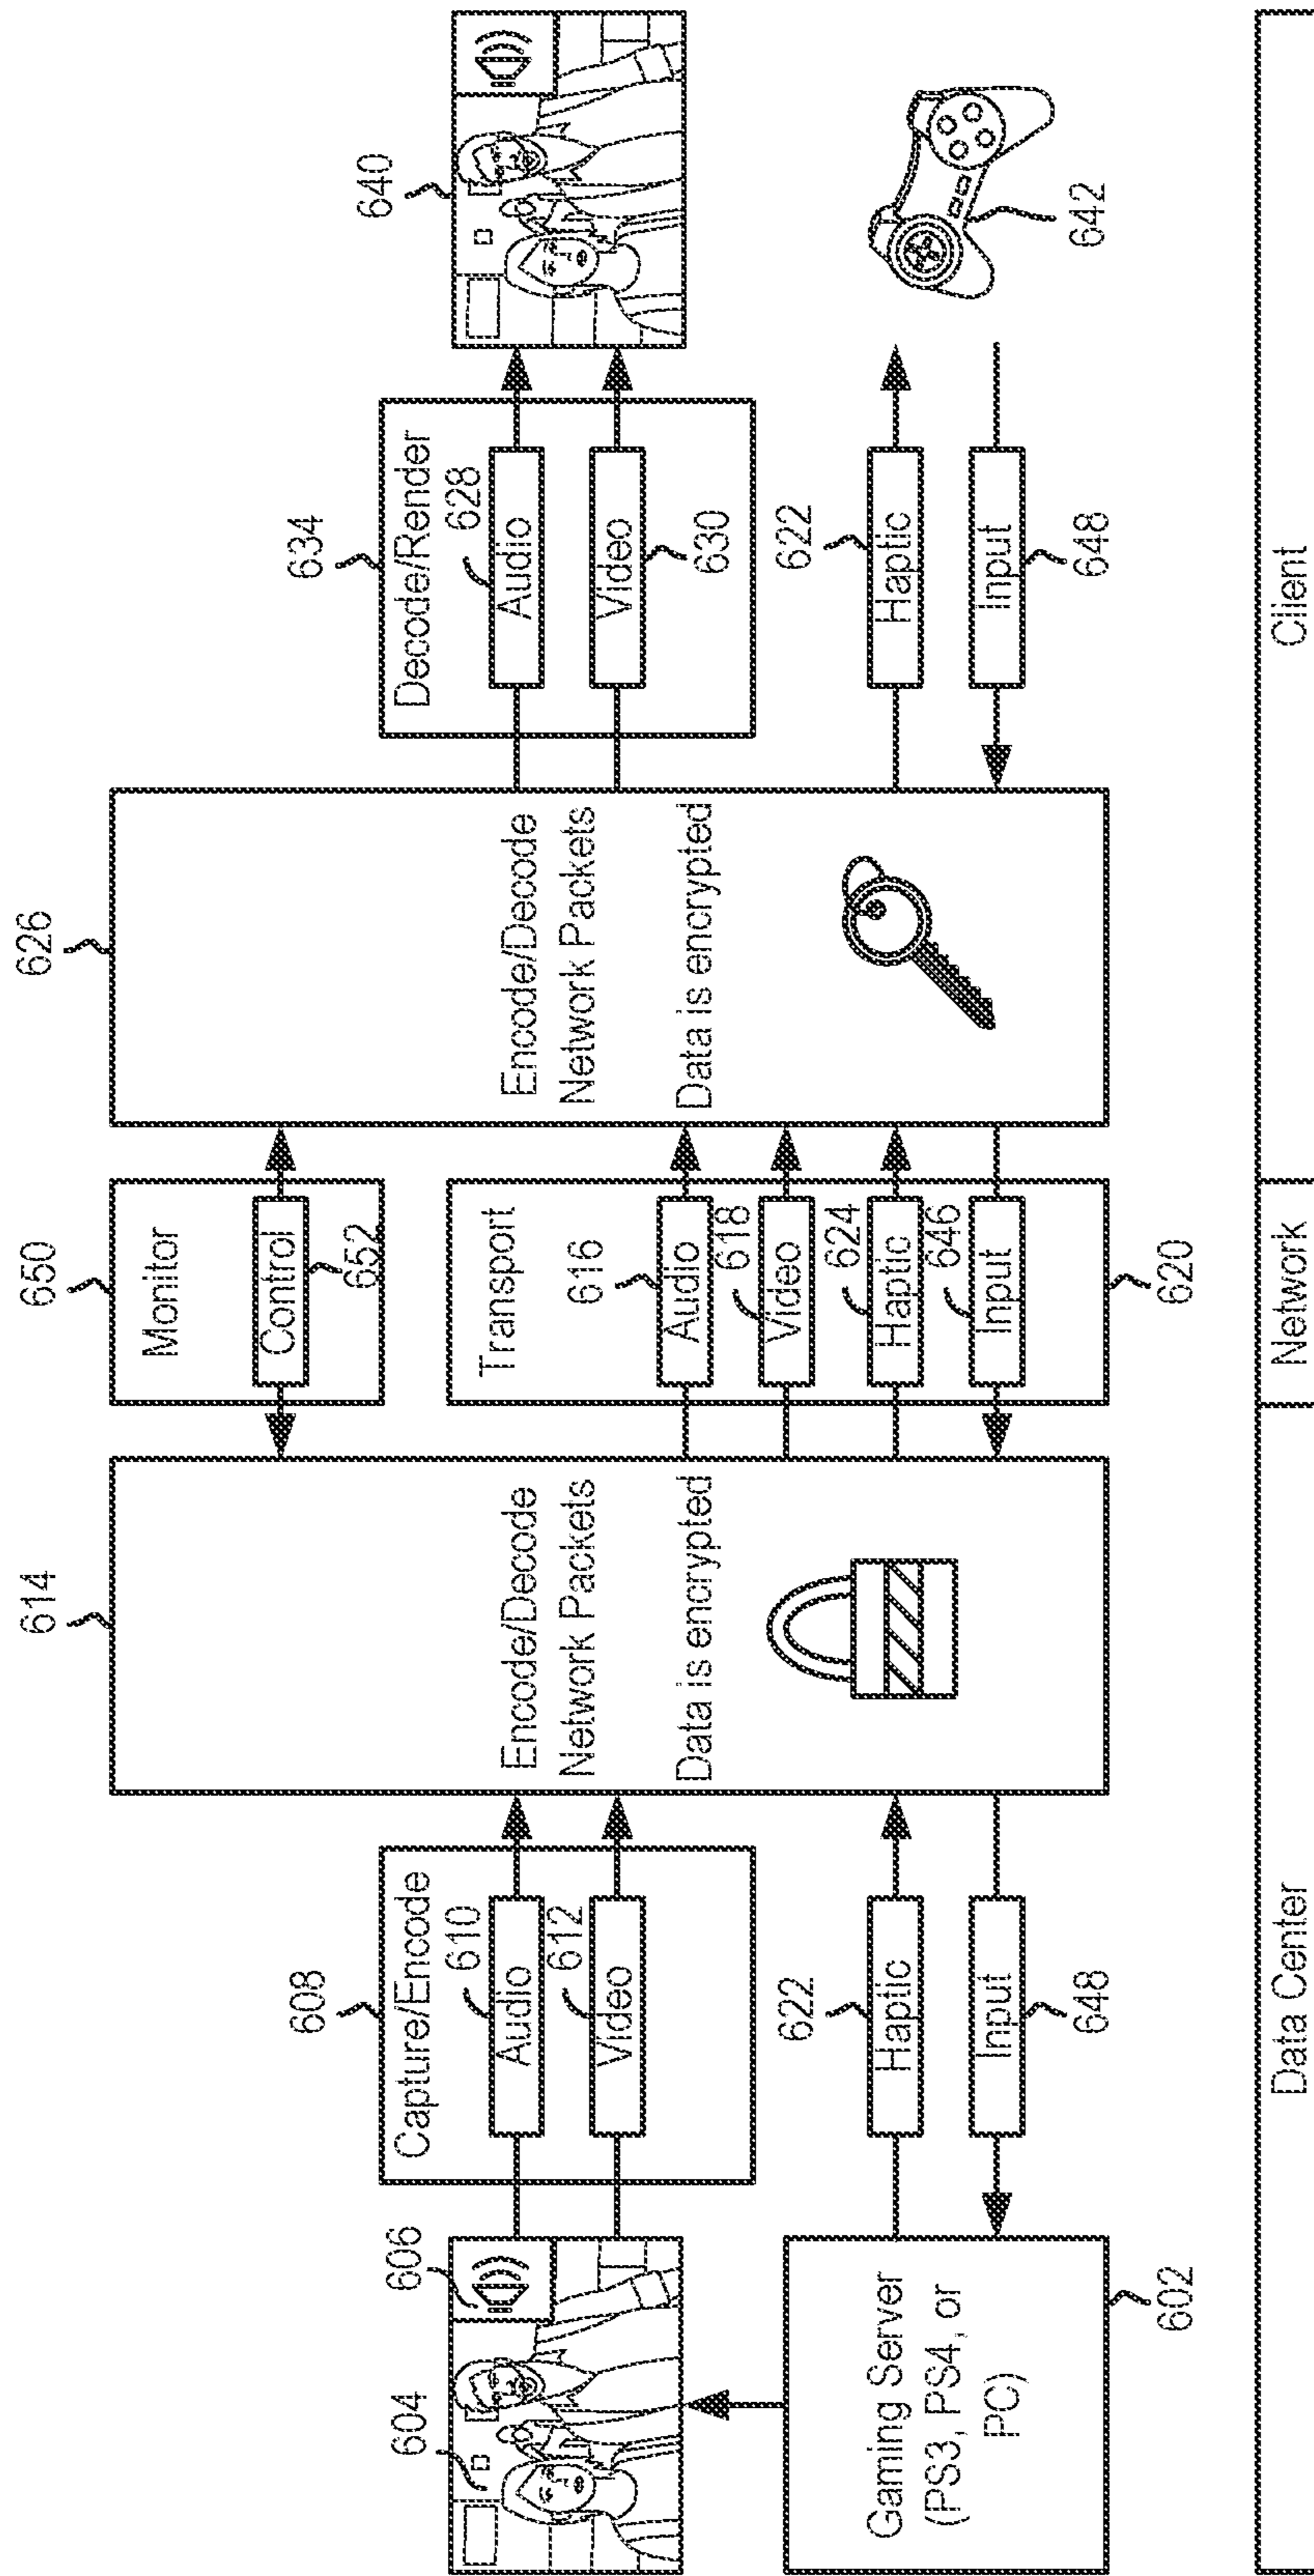 614
626
650
Monitor
Control
652
634
Decode/Render
Audio
628
Video
630
640
608
Capture/Encode
610
Audio
612
Video
604
606
Encode/Decode
Network Packets
Data is encrypted
Transport
616
Audio
618
Video
624
Haptic
646
Input
620
Encode/Decode
Network Packets
Data is encrypted
622
Haptic
Input
648
622
Haptic
Input
648
642
Gaming Server
(PS3, PS4, or
PC)
602
Data Center
Network
Client